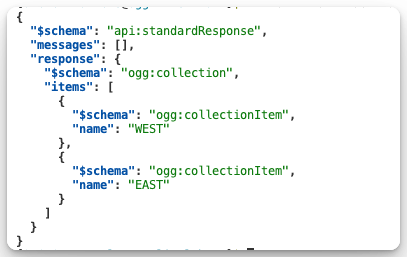 {
  "$schema": "api:standardResponse",
  "messages": [],
  "response": {
    "$schema": "ogg:collection",
    "items": [
      {
        "$schema": "ogg:collectionItem",
        "name": "WEST"
      },
      {
        "$schema": "ogg:collectionItem",
        "name": "EAST"
      }
    ]
  }
}